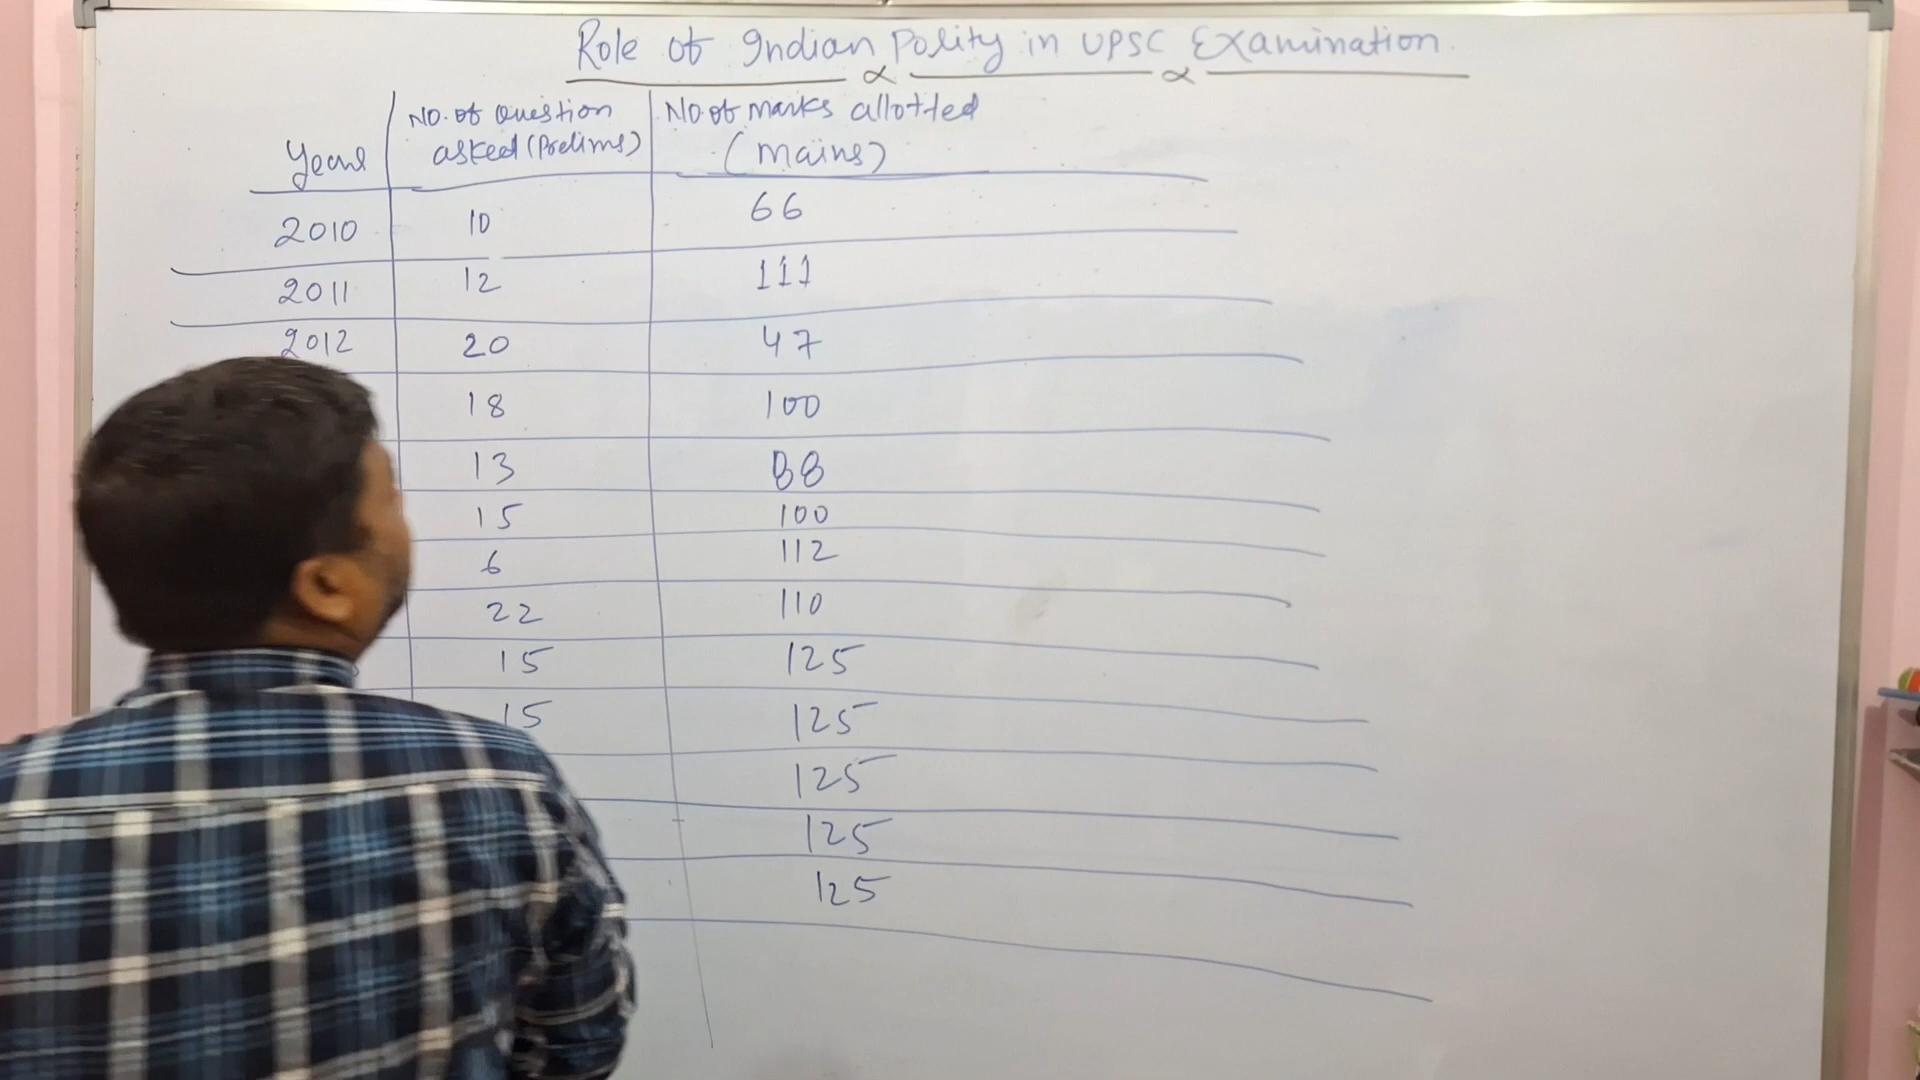 Role of Indian Polity in UPSC Examination.
Years No. of Question asked (Prelims) No. of marks allotted (mains)
2010 10 66
2011 12 111
2012 20 47
18 100
13 88
15 100
6 112
22 110
15 125
15 125
125
125
125